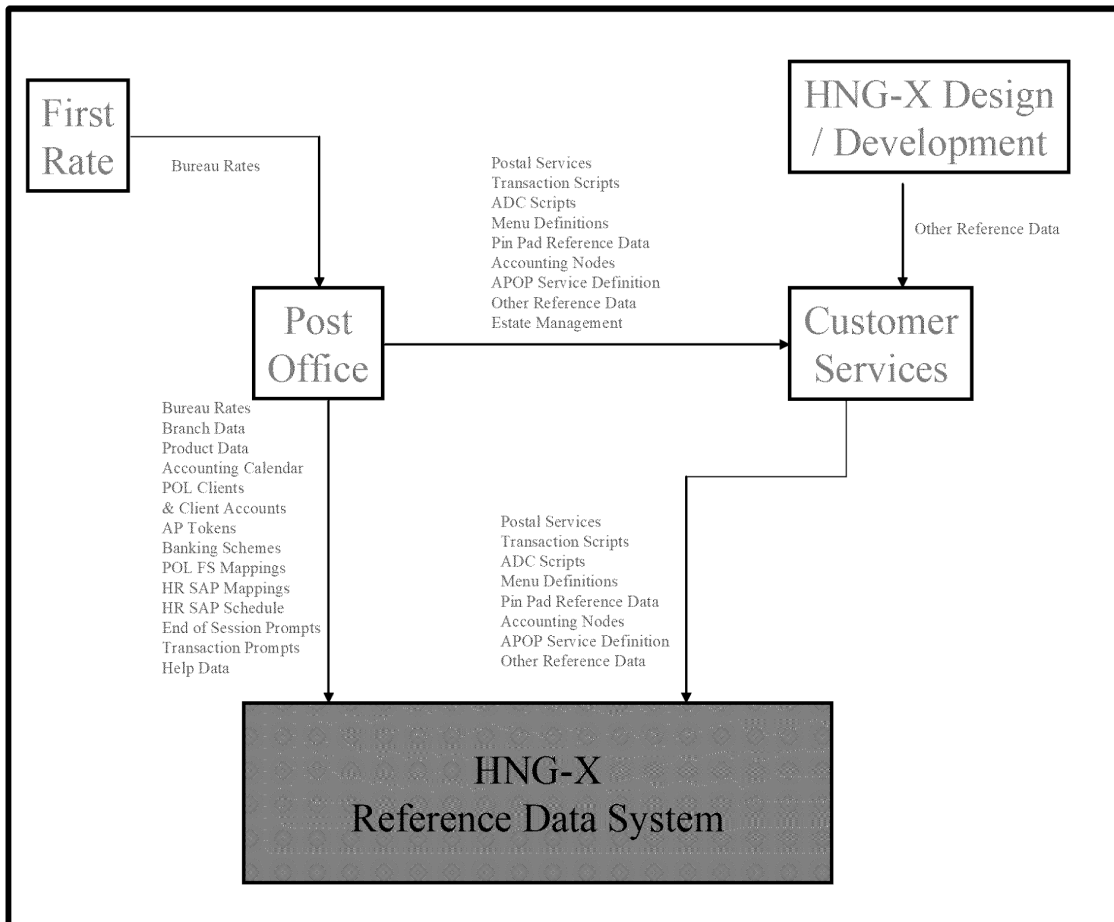 First
Rate
Bureau Rates
HNG-X Design
/ Development
Other Reference Data
Postal Services
Transaction Scripts
ADC Scripts
Menu Definitions
Pin Pad Reference Data
Accounting Nodes
APOP Service Definition
Other Reference Data
Estate Management
Post
Office
Customer
Services
Bureau Rates
Branch Data
Product Data
Accounting Calendar
POL Clients
& Client Accounts
AP Tokens
Banking Schemes
POL FS Mappings
HR SAP Mappings
HR SAP Schedule
End of Session Prompts
Transaction Prompts
Help Data
Postal Services
Transaction Scripts
ADC Scripts
Menu Definitions
Pin Pad Reference Data
Accounting Nodes
APOP Service Definition
Other Reference Data
HNG-X
Reference Data System